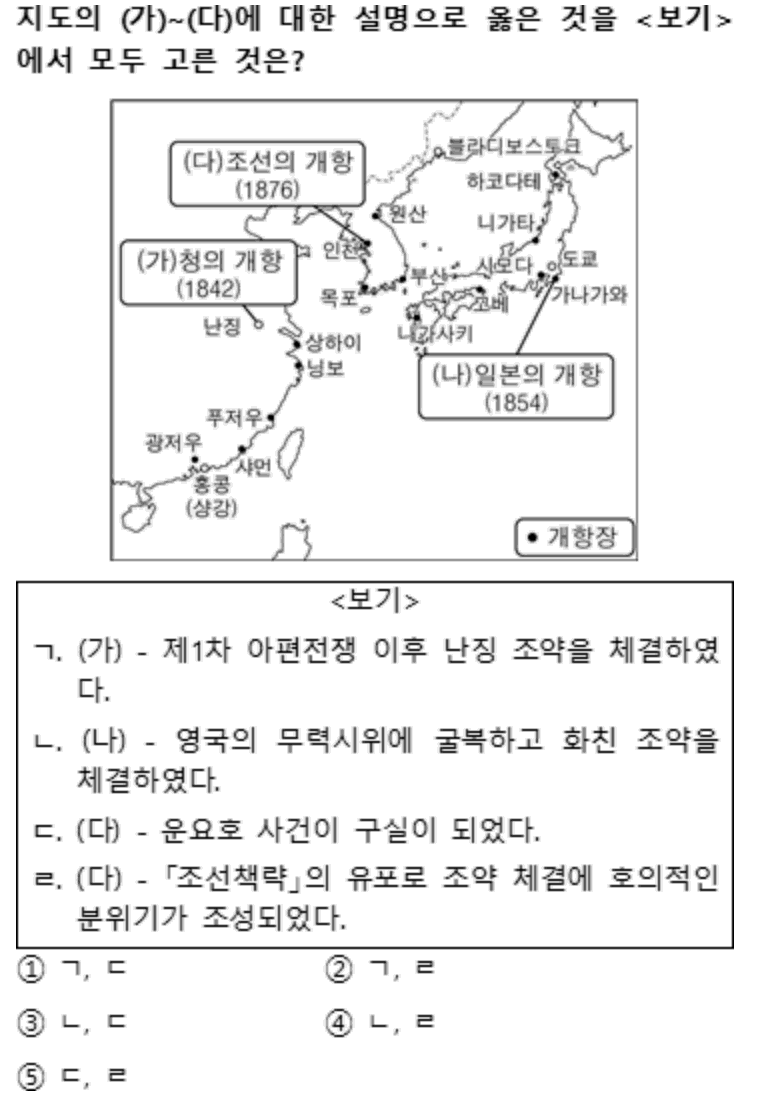 지도의 (가)~(다)에 대한 설명으로 옳은 것을 <보기>
에서 모두 고른 것은?
블라디보스토크
(다)조선의 개항
(1876)
하코다테
원산
니가타
인천
(가)청의 개항
(1842)
시모다
도쿄
부산
목포
고베
가나가와
난징
나가사키
상하이
닝보
(나)일본의 개항
(1854)
푸저우
광저우
샤먼
홍콩
(샹강)
● 개항장
<보기>
ㄱ. (가) - 제1차 아편전쟁 이후 난징 조약을 체결하였
다.
ㄴ. (나) - 영국의 무력시위에 굴복하고 화친 조약을
체결하였다.
ㄷ. (다) - 운요호 사건이 구실이 되었다.
ㄹ. (다) - 「조선책략」의 유포로 조약 체결에 호의적인
분위기가 조성되었다.
① ㄱ, ㄷ
② ㄱ, ㄹ
③ ㄴ, ㄷ
④ ㄴ, ㄹ
⑤ ㄷ, ㄹ